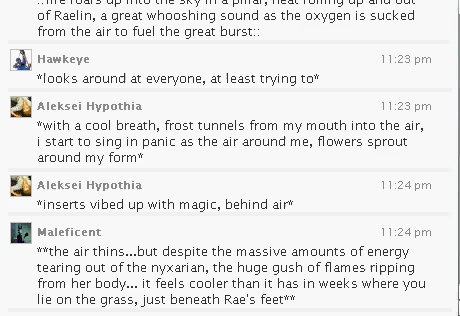 ::life roars up into the sky in a pillar, heat rolling up and out
of Raelin, a great whooshing sound as the oxygen is sucked
from the air to fuel the great burst::
Hawkeye 11:23 pm
*looks around at everyone, at least trying to*
Aleksei Hypothia 11:23 pm
*with a cool breath, frost tunnels from my mouth into the air,
i start to sing in panic as the air around me, flowers sprout
around my form*
Aleksei Hypothia 11:24 pm
*inserts vibed up with magic, behind air*
Maleficent 11:24 pm
**the air thins...but despite the massive amounts of energy
tearing out of the nyxarian, the huge gush of flames ripping
from her body... it feels cooler than it has in weeks where you
lie on the grass, just beneath Rae's feet**